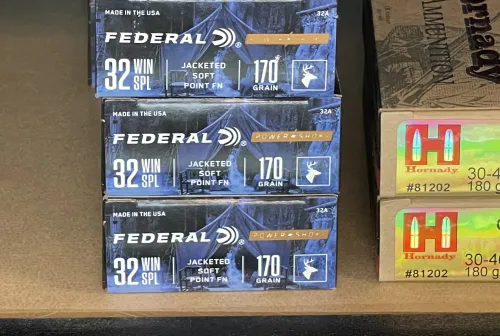 MADE IN THE USA
32A
FEDERAL®
32 WIN SPL
JACKETED
SOFT
POINT FN
170
GRAIN
MADE IN THE USA
32A
FEDERAL®
POWER SHOK
32 WIN SPL
JACKETED
SOFT
POINT FN
170
GRAIN
MADE IN THE USA
32A
FEDERAL®
POWER SHOK
32 WIN SPL
JACKETED
SOFT
POINT FN
170
GRAIN
AMMUNITION
H
Hornady
#81202
30-4
180 g
H
Hornady
#81202
30-40
180 g